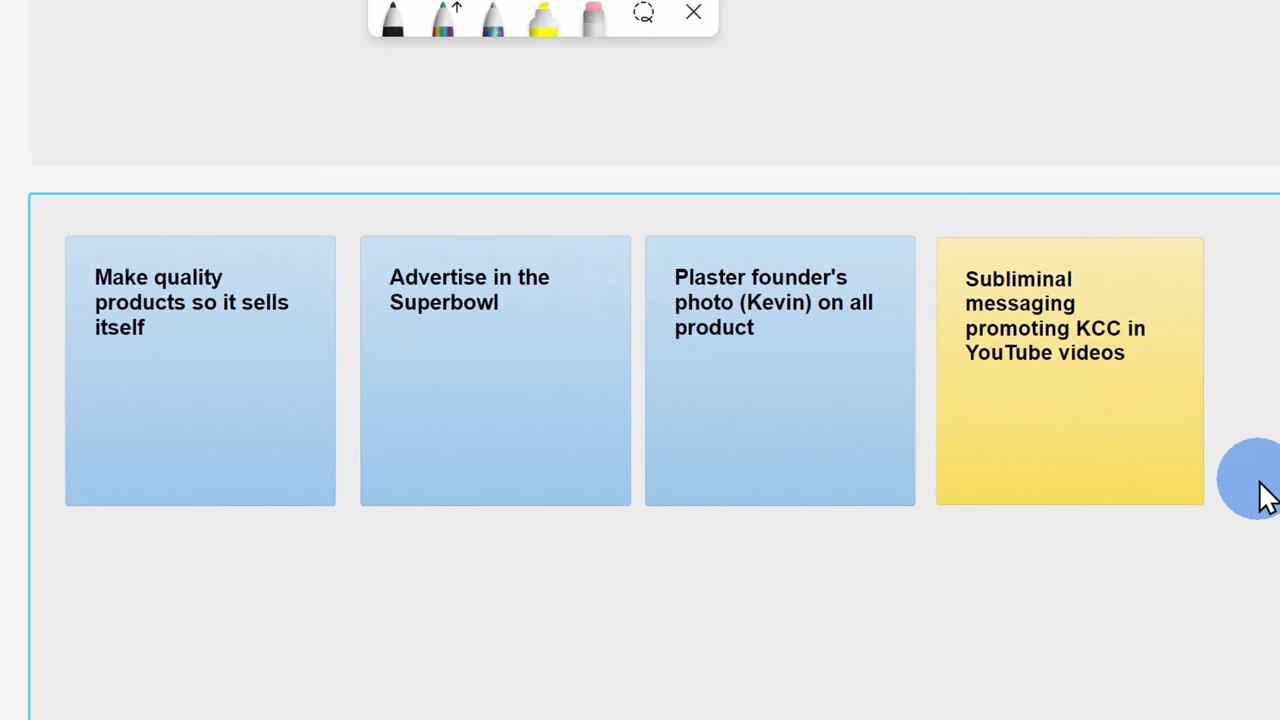 Make quality
products so it sells
itself
Advertise in the
Superbowl
Plaster founder's
photo (Kevin) on all
product
Subliminal
messaging
promoting KCC in
YouTube videos